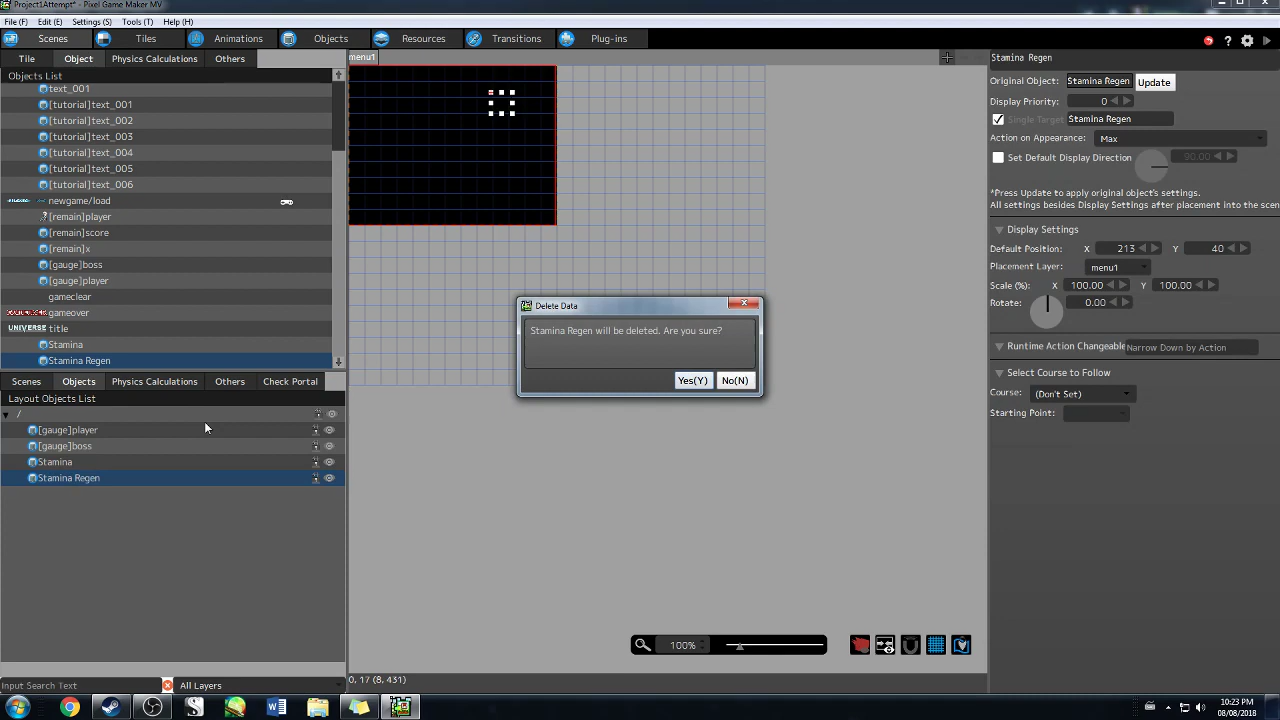 Project1Attempt* - Pixel Game Maker MV
File (F) Edit (E) Settings (S) Tools (T) Help (H)
Scenes Tiles Animations Objects Resources Transitions Plug-ins
Tile Object Physics Calculations Others
menu1
Objects List
text_001
[tutorial]text_001
[tutorial]text_002
[tutorial]text_003
[tutorial]text_004
[tutorial]text_005
[tutorial]text_006
newgame/load
[remain]player
[remain]score
[remain]x
[gauge]boss
[gauge]player
gameclear
gameover
UNIVERSE title
Stamina
Stamina Regen
Scenes Objects Physics Calculations Others Check Portal
Layout Objects List
/
[gauge]player
[gauge]boss
Stamina
Stamina Regen
Input Search Text All Layers
Delete Data
Stamina Regen will be deleted. Are you sure?
Yes(Y) No(N)
100%
0, 17 (8, 431)
Stamina Regen
Original Object: Stamina Regen Update
Display Priority: 0
Single Target Stamina Regen
Action on Appearance: Max
Set Default Display Direction 90.00
*Press Update to apply original object's settings.
All settings besides Display Settings after placement into the scen
Display Settings
Default Position: X 213 Y 40
Placement Layer: menu1
Scale (%) X 100.00 Y 100.00
Rotate: 0.00
Runtime Action Changeable Narrow Down by Action
Select Course to Follow
Course: (Don't Set)
Starting Point:
10:23 PM
08/08/2018